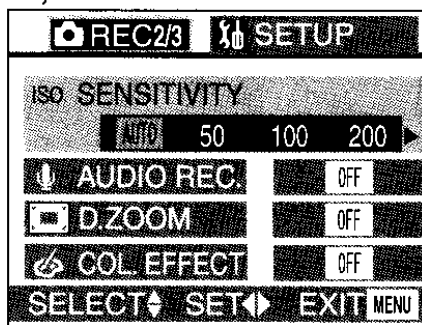 REC2/3 SETUP
ISO SENSITIVITY
AUTO 50 100 200
AUDIO REC. OFF
D.ZOOM OFF
COL. EFFECT OFF
SELECT SET EXIT MENU